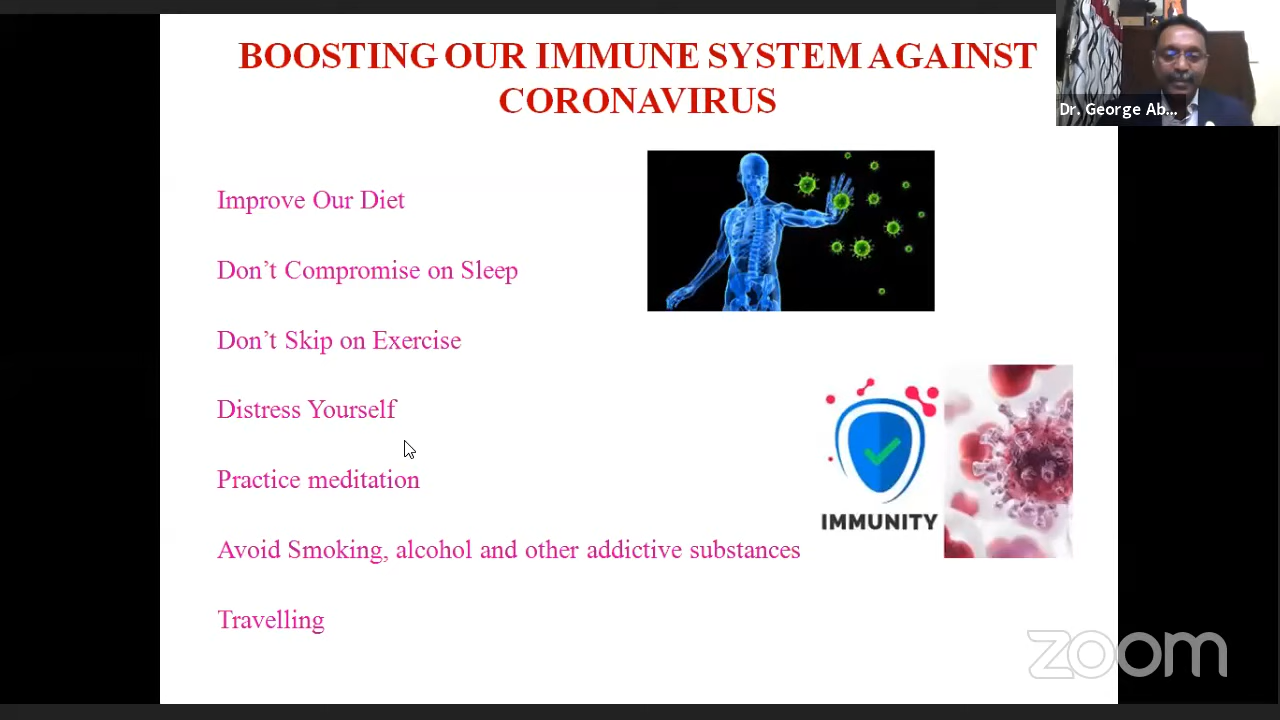 BOOSTING OUR IMMUNE SYSTEM AGAINST
CORONAVIRUS
Dr. George Ab...
Improve Our Diet
Don’t Compromise on Sleep
Don’t Skip on Exercise
Distress Yourself
Practice meditation
IMMUNITY
Avoid Smoking, alcohol and other addictive substances
Travelling
zoom